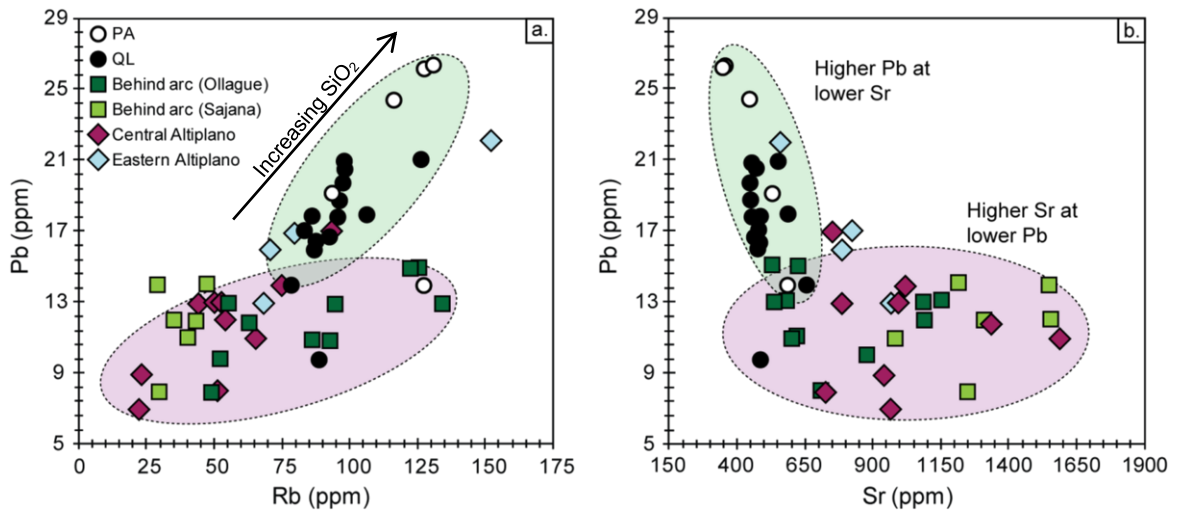 a.
PA
QL
Behind arc (Ollague)
Behind arc (Sajana)
Central Altiplano
Eastern Altiplano
Increasing SiO₂
29
25
21
17
13
9
5
Pb (ppm)
0
25
50
75
100
125
150
175
Rb (ppm)
b.
Higher Pb at
lower Sr
Higher Sr at
lower Pb
29
25
21
17
13
9
5
Pb (ppm)
150
400
650
900
1150
1400
1650
1900
Sr (ppm)